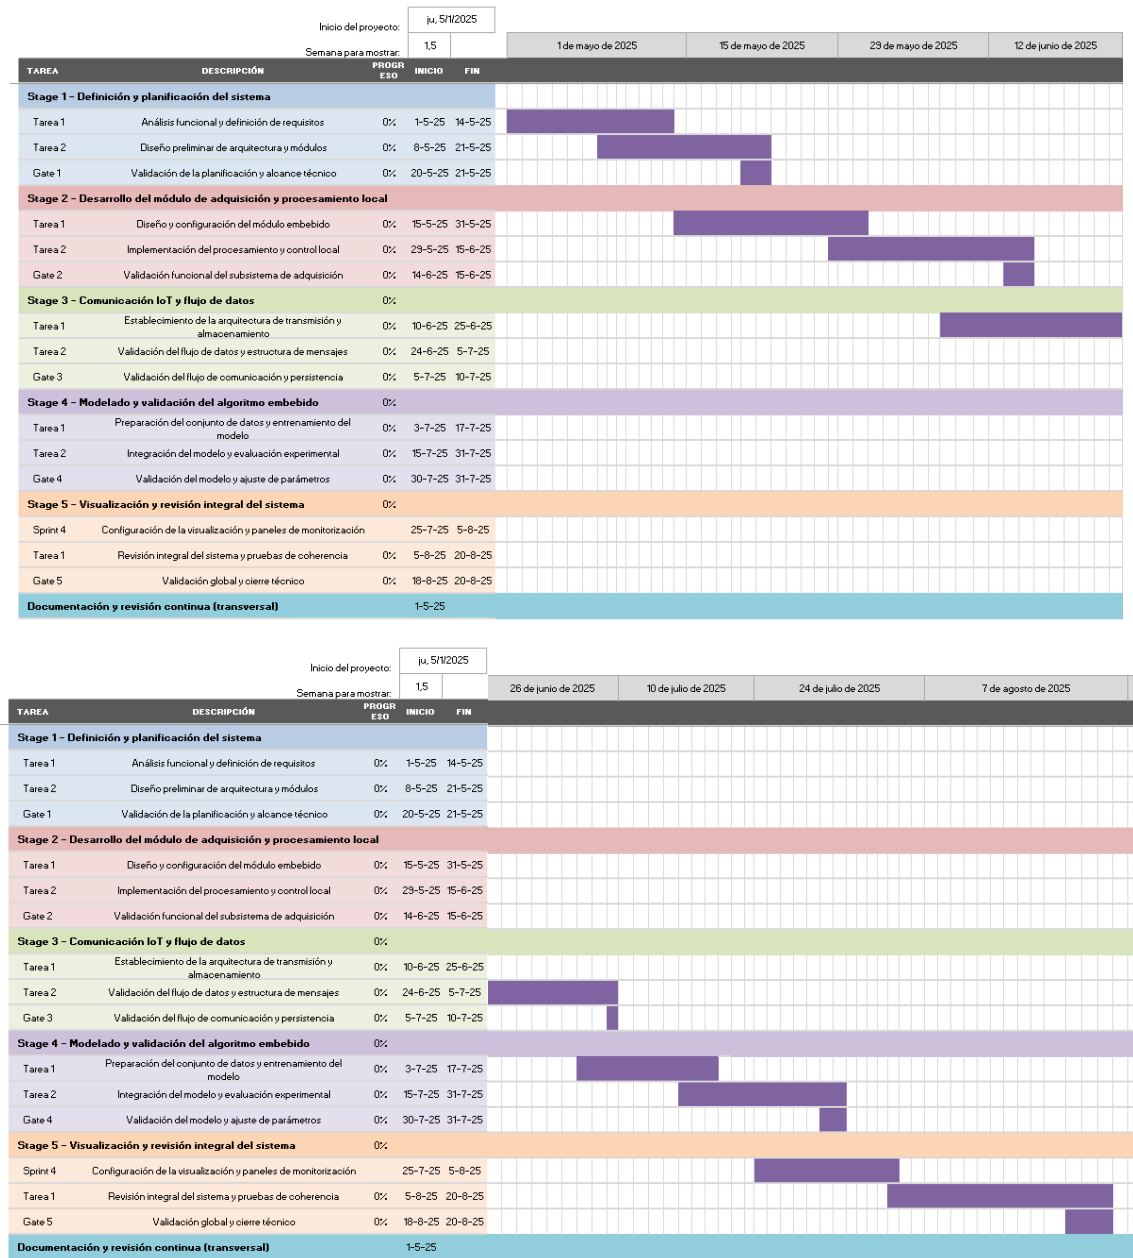 Inicio del proyecto: ju, 5/1/2025
Semana para mostrar: 1,5
1 de mayo de 2025 15 de mayo de 2025 29 de mayo de 2025 12 de junio de 2025
TAREA DESCRIPCIÓN PROGRESO INICIO FIN
Stage 1 - Definición y planificación del sistema
Tarea 1 Análisis funcional y definición de requisitos 0% 1-5-25 14-5-25
Tarea 2 Diseño preliminar de arquitectura y módulos 0% 8-5-25 21-5-25
Gate 1 Validación de la planificación y alcance técnico 0% 20-5-25 21-5-25
Stage 2 - Desarrollo del módulo de adquisición y procesamiento local
Tarea 1 Diseño y configuración del módulo embebido 0% 15-5-25 31-5-25
Tarea 2 Implementación del procesamiento y control local 0% 29-5-25 15-6-25
Gate 2 Validación funcional del subsistema de adquisición 0% 14-6-25 15-6-25
Stage 3 - Comunicación IoT y flujo de datos 0%
Tarea 1 Establecimiento de la arquitectura de transmisión y
almacenamiento 0% 10-6-25 25-6-25
Tarea 2 Validación del flujo de datos y estructura de mensajes 0% 24-6-25 5-7-25
Gate 3 Validación del flujo de comunicación y persistencia 0% 5-7-25 10-7-25
Stage 4 - Modelado y validación del algoritmo embebido 0%
Tarea 1 Preparación del conjunto de datos y entrenamiento del
modelo 0% 3-7-25 17-7-25
Tarea 2 Integración del modelo y evaluación experimental 0% 15-7-25 31-7-25
Gate 4 Validación del modelo y ajuste de parámetros 0% 30-7-25 31-7-25
Stage 5 - Visualización y revisión integral del sistema 0%
Sprint 4 Configuración de la visualización y paneles de monitorización 25-7-25 5-8-25
Tarea 1 Revisión integral del sistema y pruebas de coherencia 0% 5-8-25 20-8-25
Gate 5 Validación global y cierre técnico 0% 18-8-25 20-8-25
Documentación y revisión continua (transversal) 1-5-25
Inicio del proyecto: ju, 5/1/2025
Semana para mostrar: 1,5
26 de junio de 2025 10 de julio de 2025 24 de julio de 2025 7 de agosto de 2025
TAREA DESCRIPCIÓN PROGRESO INICIO FIN
Stage 1 - Definición y planificación del sistema
Tarea 1 Análisis funcional y definición de requisitos 0% 1-5-25 14-5-25
Tarea 2 Diseño preliminar de arquitectura y módulos 0% 8-5-25 21-5-25
Gate 1 Validación de la planificación y alcance técnico 0% 20-5-25 21-5-25
Stage 2 - Desarrollo del módulo de adquisición y procesamiento local
Tarea 1 Diseño y configuración del módulo embebido 0% 15-5-25 31-5-25
Tarea 2 Implementación del procesamiento y control local 0% 29-5-25 15-6-25
Gate 2 Validación funcional del subsistema de adquisición 0% 14-6-25 15-6-25
Stage 3 - Comunicación IoT y flujo de datos 0%
Tarea 1 Establecimiento de la arquitectura de transmisión y
almacenamiento 0% 10-6-25 25-6-25
Tarea 2 Validación del flujo de datos y estructura de mensajes 0% 24-6-25 5-7-25
Gate 3 Validación del flujo de comunicación y persistencia 0% 5-7-25 10-7-25
Stage 4 - Modelado y validación del algoritmo embebido 0%
Tarea 1 Preparación del conjunto de datos y entrenamiento del
modelo 0% 3-7-25 17-7-25
Tarea 2 Integración del modelo y evaluación experimental 0% 15-7-25 31-7-25
Gate 4 Validación del modelo y ajuste de parámetros 0% 30-7-25 31-7-25
Stage 5 - Visualización y revisión integral del sistema 0%
Sprint 4 Configuración de la visualización y paneles de monitorización 25-7-25 5-8-25
Tarea 1 Revisión integral del sistema y pruebas de coherencia 0% 5-8-25 20-8-25
Gate 5 Validación global y cierre técnico 0% 18-8-25 20-8-25
Documentación y revisión continua (transversal) 1-5-25